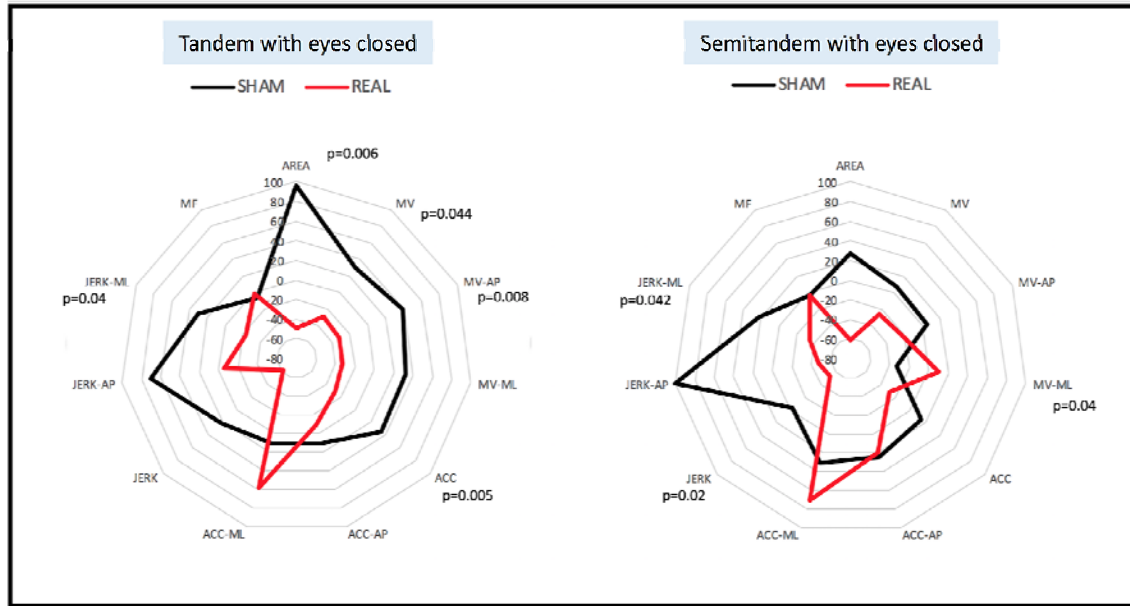 Tandem with eyes closed
SHAM REAL
AREA
p=0.006
MV
p=0.044
MV-AP
p=0.008
MV-ML
ACC
p=0.005
ACC-AP
ACC-ML
JERK
JERK-AP
JERK-ML
p=0.04
MF
100
80
60
40
20
0
-20
-40
-60
-80
Semitandem with eyes closed
SHAM REAL
AREA
MV
MV-AP
MV-ML
p=0.04
ACC
ACC-AP
ACC-ML
JERK
p=0.02
JERK-AP
JERK-ML
p=0.042
MF
100
80
60
40
20
0
-20
-40
-60
-80